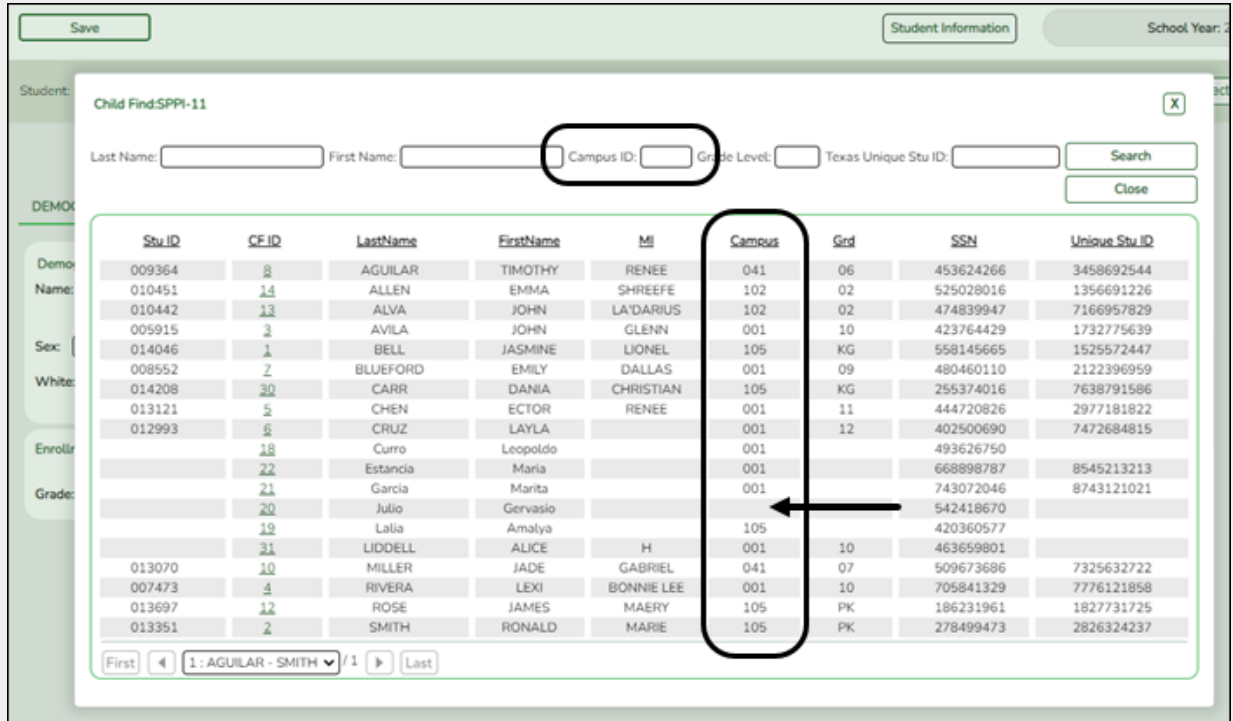 Save Student Information School Year: 2
Student:
Child Find:SPPI-11 X
Last Name: First Name: Campus ID: Grade Level: Texas Unique Stu ID: Search
Close
DEMO
Stu ID CF ID LastName FirstName MI Campus Grd SSN Unique Stu ID
009364 8 AGUILAR TIMOTHY RENEE 041 06 453624266 3458692544
Name: 010451 14 ALLEN EMMA SHREEFE 102 02 525028016 1356691226
010442 13 ALVA JOHN LA'DARIUS 102 02 474839947 7166957829
005915 3 AVILA JOHN GLENN 001 10 423764429 1732775639
Sex: 014046 1 BELL JASMINE LIONEL 105 KG 558145665 1525572447
008552 7 BLUEFORD EMILY DALLAS 001 09 480460110 2122396959
White: 014208 30 CARR DANIA CHRISTIAN 105 KG 255374016 7638791586
013121 5 CHEN ECTOR RENEE 001 11 444720826 2977181822
012993 6 CRUZ LAYLA 001 12 402500690 7472684815
Enrollr 18 Curro Leopoldo 001 493626750
22 Estancia Maria 001 668898787 8545213213
Grade: 21 Garcia Marita 001 743072046 8743121021
20 Julio Gervasio 542418670
19 Lalia Amalya 105 420360577
31 LIDDELL ALICE H 001 10 463659801
013070 10 MILLER JADE GABRIEL 041 07 509673686 7325632722
007473 4 RIVERA LEXI BONNIE LEE 001 10 705841329 7776121858
013697 12 ROSE JAMES MAERY 105 PK 186231961 1827731725
013351 2 SMITH RONALD MARIE 105 PK 278499473 2826324237
First 1 : AGUILAR - SMITH / 1 Last